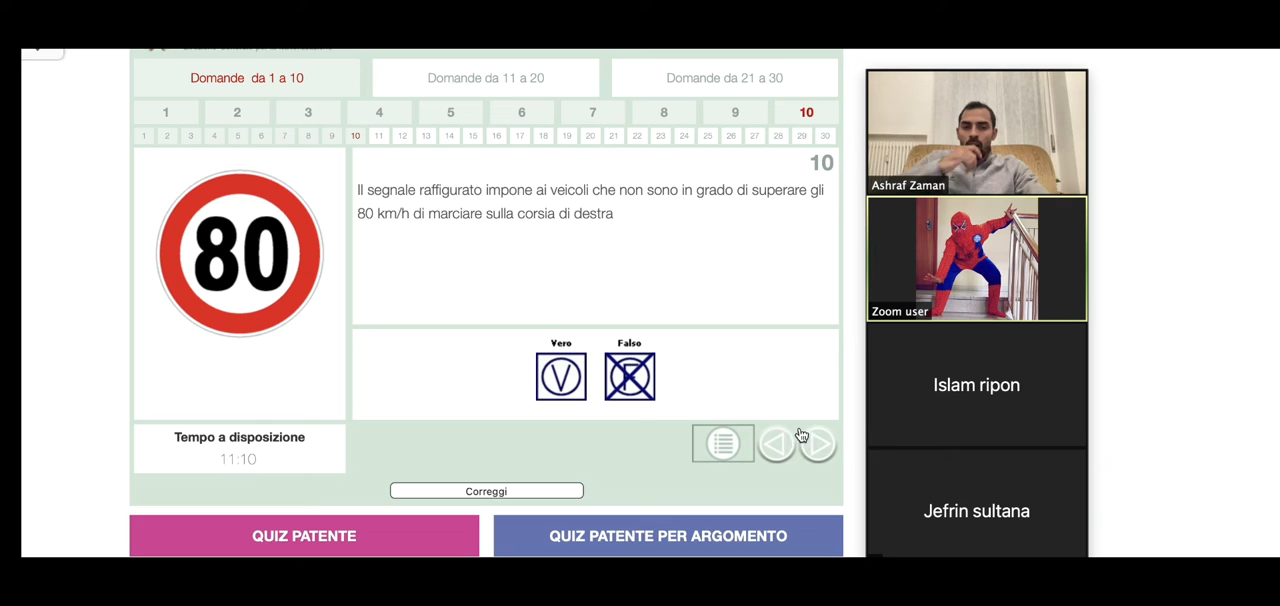 Domande da 1 a 10
Domande da 11 a 20
Domande da 21 a 30
1 2 3 4 5 6 7 8 9 10
1 2 3 4 5 6 7 8 9 10 11 12 13 14 15 16 17 18 19 20 21 22 23 24 25 26 27 28 29 30
80
10
Il segnale raffigurato impone ai veicoli che non sono in grado di superare gli
80 km/h di marciare sulla corsia di destra
Vero
Falso
V
F
Tempo a disposizione
11:10
Correggi
QUIZ PATENTE
QUIZ PATENTE PER ARGOMENTO
Ashraf Zaman
Zoom user
Islam ripon
Jefrin sultana